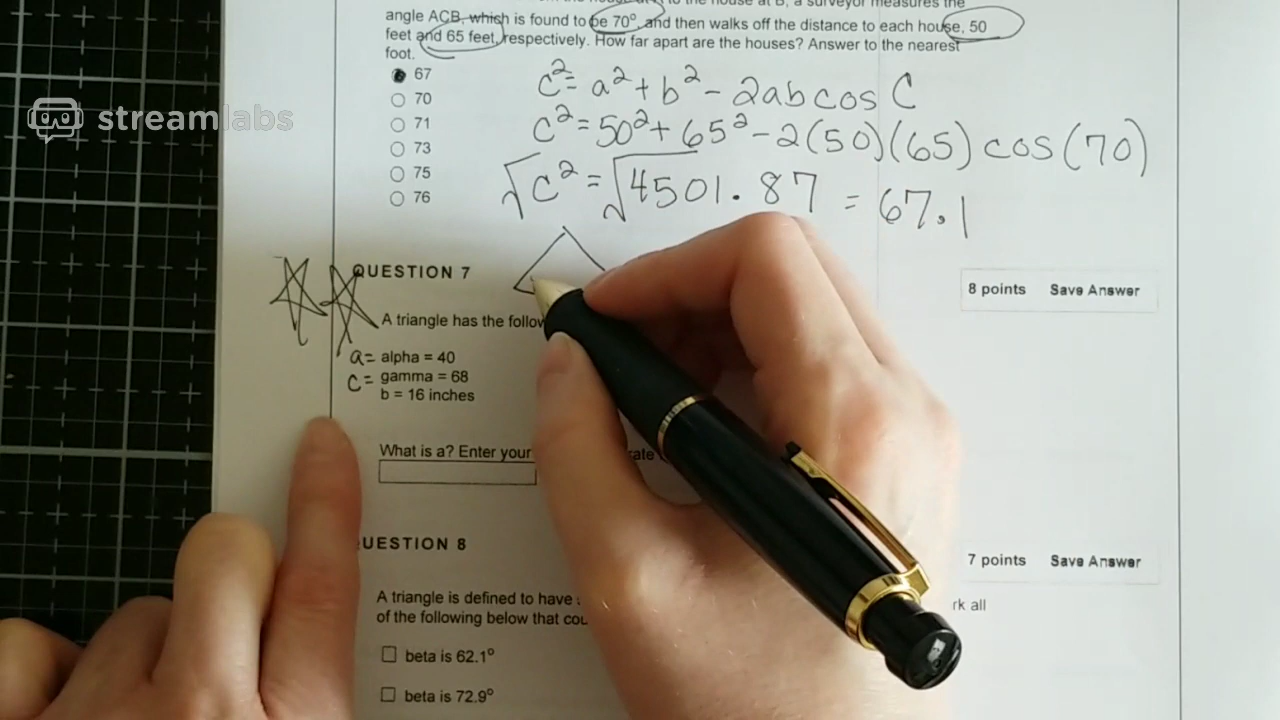 angle ACB, which is found to be 70°, and then walks off the distance to each house, 50
feet and 65 feet, respectively. How far apart are the houses? Answer to the nearest
foot.
67
70
71
73
75
76
c² = a² + b² - 2ab cos C
c² = 50² + 65² - 2(50)(65) cos(70)
√c² = √4501.87 = 67.1
streamlabs
QUESTION 7
8 points Save Answer
A triangle has the
a= alpha = 40
c= gamma = 68
b = 16 inches
What is a? Enter your
QUESTION 8
7 points Save Answer
A triangle is defined to have
of the following below that
beta is 62.1°
beta is 72.9°